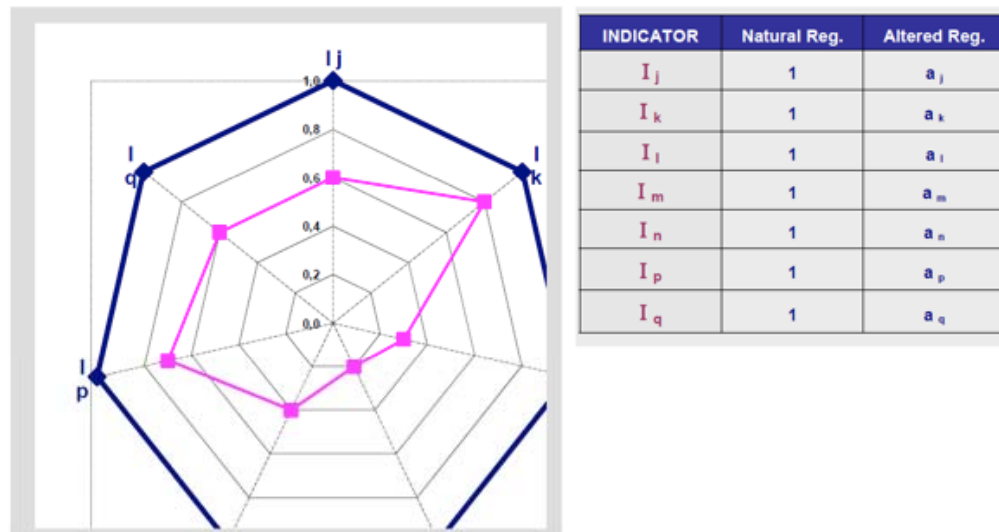 I j
1,0
I
q
0,8
I
k
0,6
0,4
0,2
0,0
I
p
INDICATOR Natural Reg. Altered Reg.
I j 1 a j
I k 1 a k
I l 1 a l
I m 1 a m
I n 1 a n
I p 1 a p
I q 1 a q